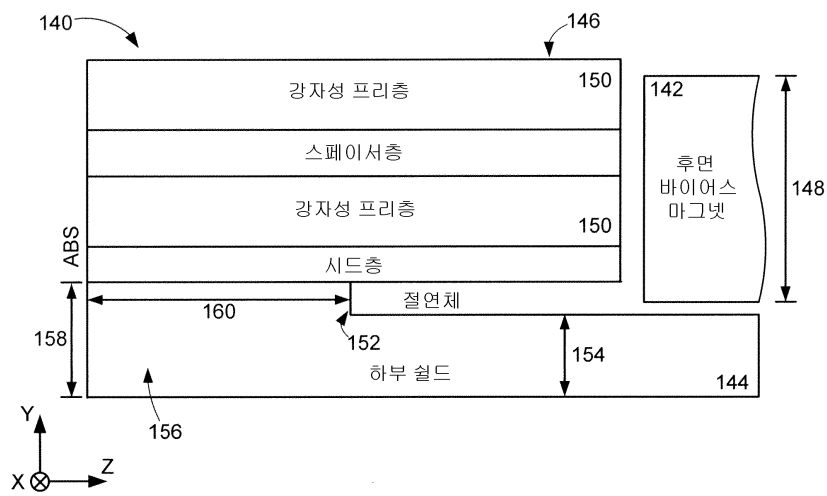 140
146
강자성 프리층
150
142
스페이서층
후면
바이어스
마그넷
148
강자성 프리층
150
ABS
시드층
160
절연체
158
152
154
하부 쉴드
144
156
Y
X
Z